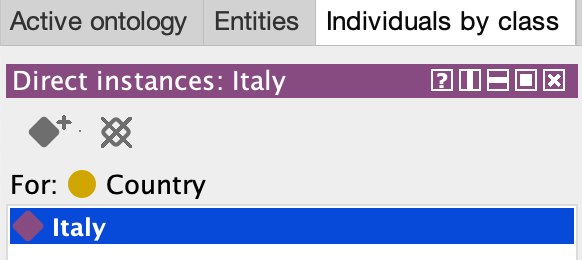 Active ontology Entities Individuals by class
Direct instances: Italy
For: Country
Italy